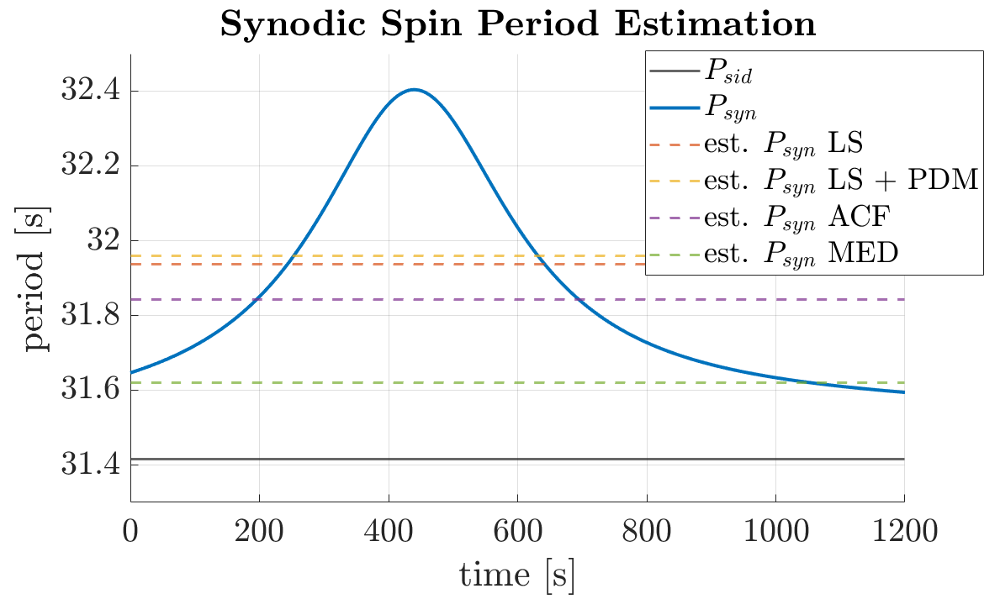 Synodic Spin Period Estimation
P_sid
P_syn
est. P_syn LS
est. P_syn LS + PDM
est. P_syn ACF
est. P_syn MED
period [s]
32.4
32.2
32
31.8
31.6
31.4
0 200 400 600 800 1000 1200
time [s]